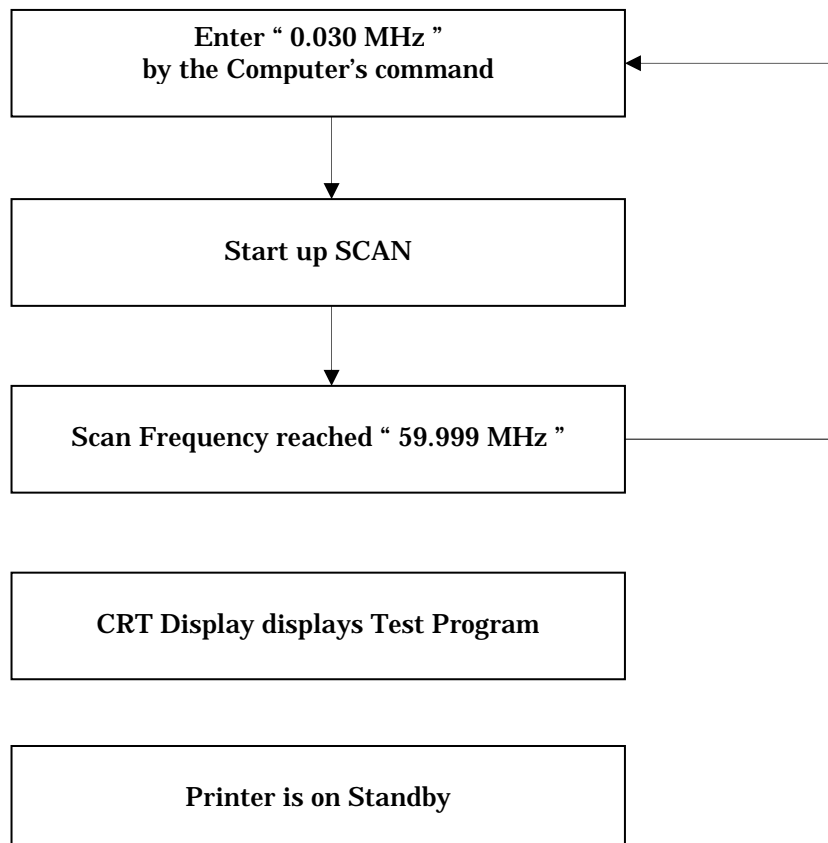 Enter “ 0.030 MHz ”
by the Computer’s command
Start up SCAN
Scan Frequency reached “ 59.999 MHz ”
CRT Display displays Test Program
Printer is on Standby